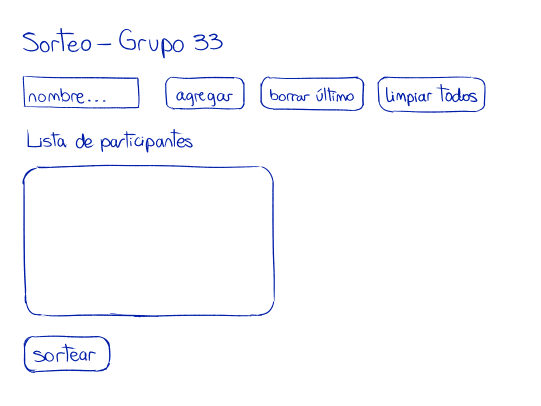 Sorteo – Grupo 33
nombre... agregar borrar último limpiar todos
Lista de participantes
sortear